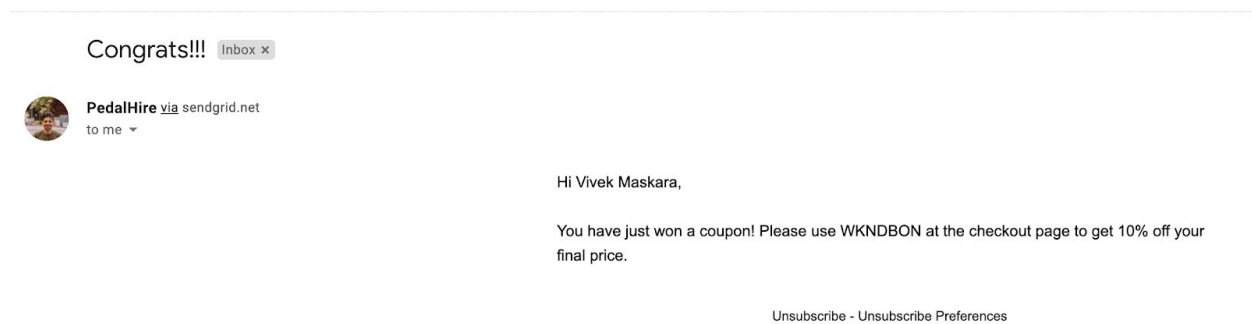 Congrats!!! Inbox ×
PedalHire via sendgrid.net
to me
Hi Vivek Maskara,
You have just won a coupon! Please use WKNDBON at the checkout page to get 10% off your
final price.
Unsubscribe - Unsubscribe Preferences